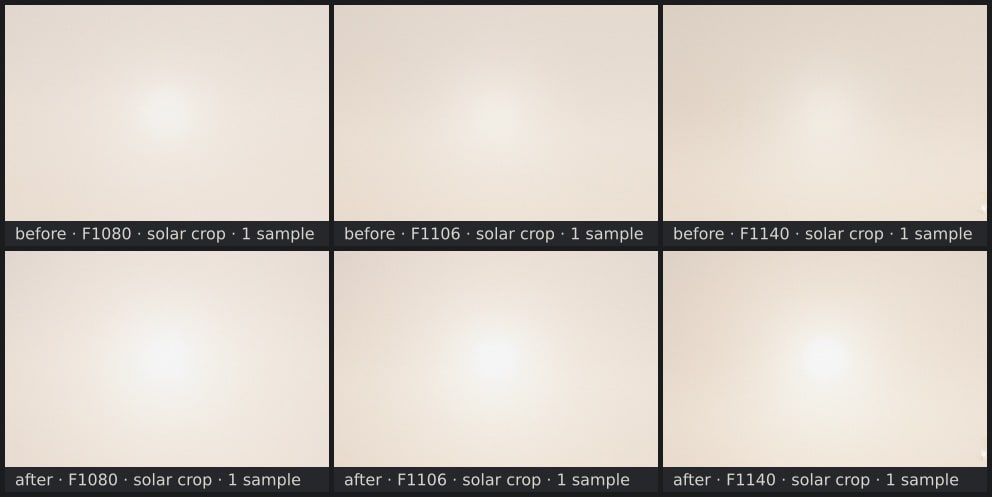 before · F1080 · solar crop · 1 sample
before · F1106 · solar crop · 1 sample
before · F1140 · solar crop · 1 sample
after · F1080 · solar crop · 1 sample
after · F1106 · solar crop · 1 sample
after · F1140 · solar crop · 1 sample